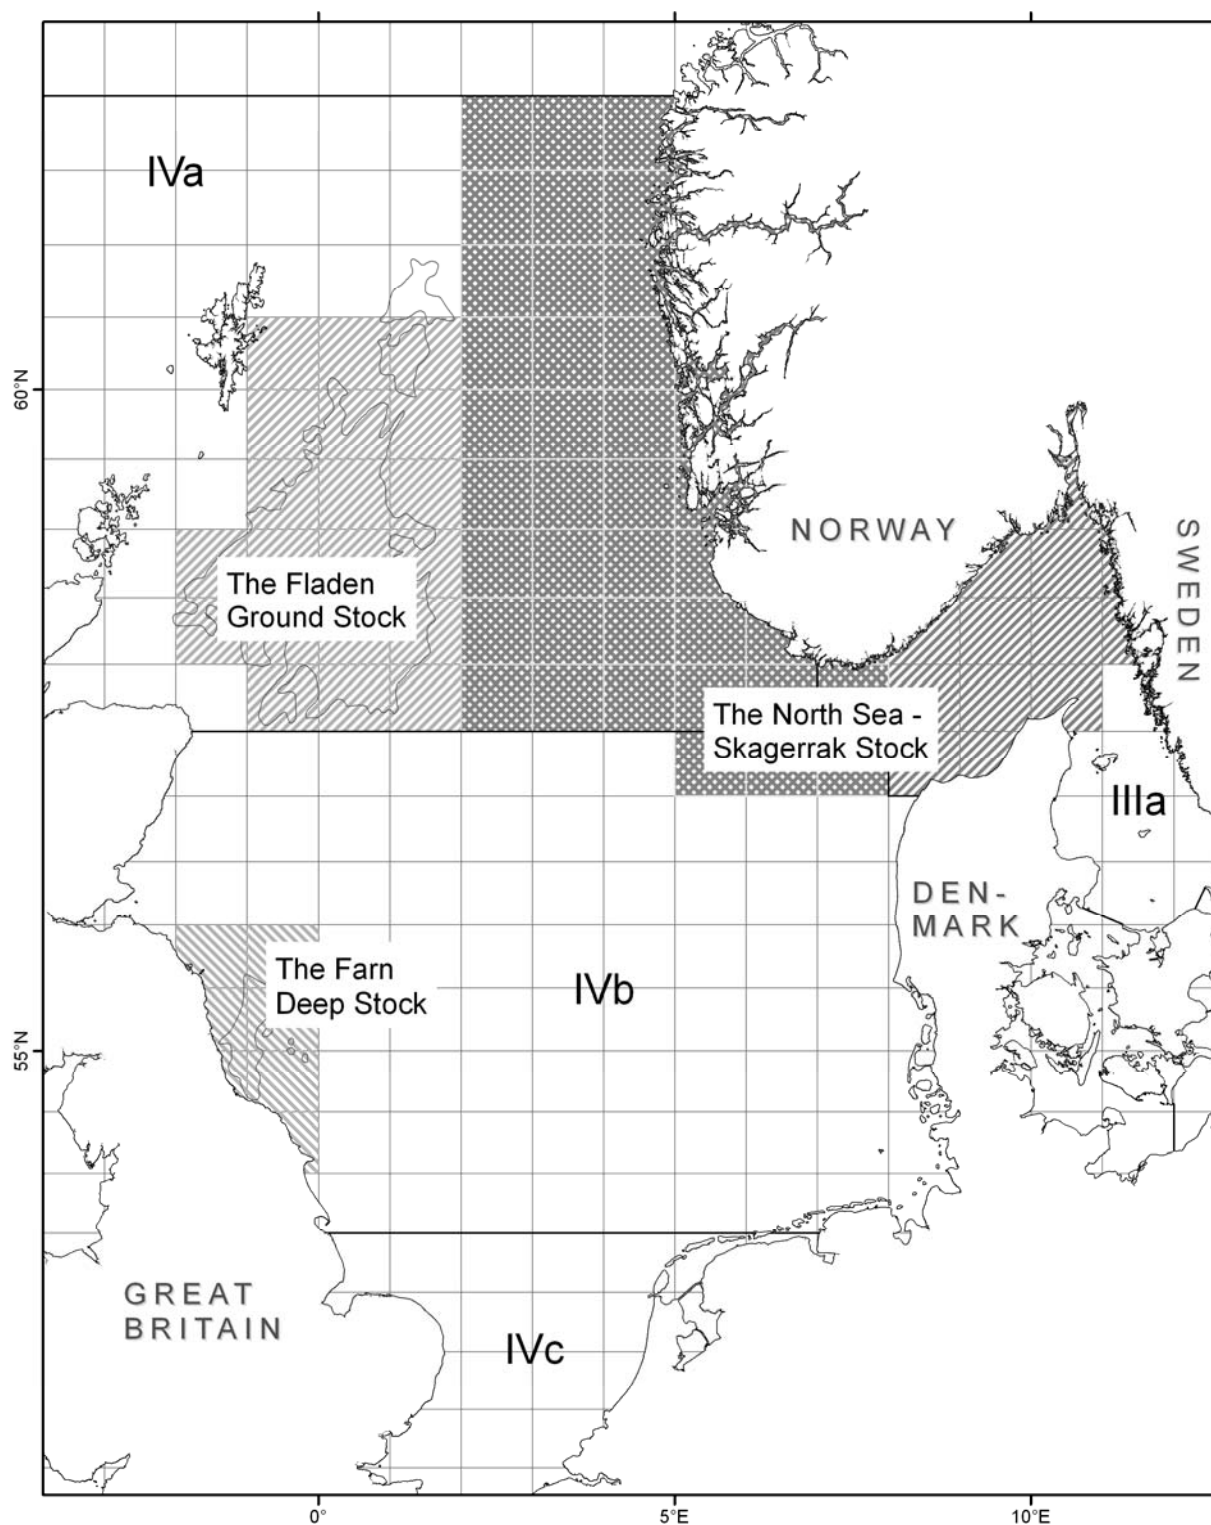 IVa
60°N
NORWAY
SWEDEN
The Fladen
Ground Stock
The North Sea -
Skagerrak Stock
IIIa
DEN-
MARK
The Farn
Deep Stock
IVb
55°N
GREAT
BRITAIN
IVc
0°
5°E
10°E